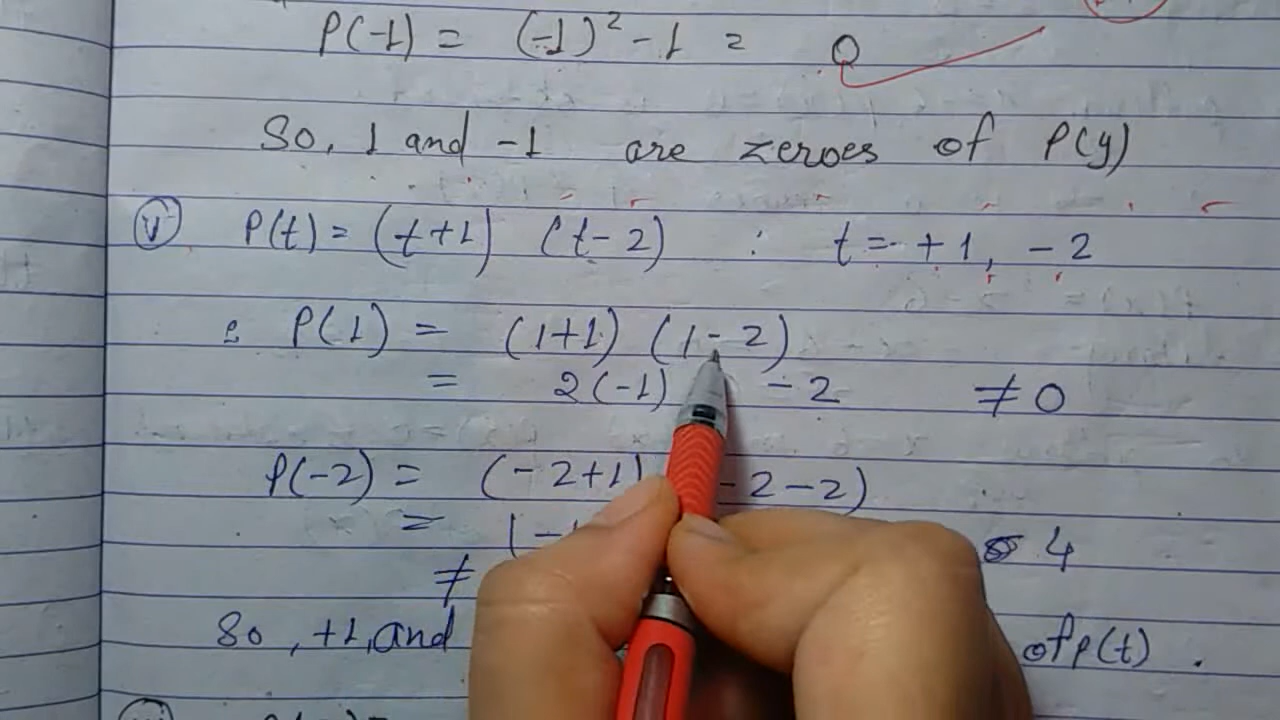 P(-1) = (-1)² - 1 = 0
So, 1 and -1 are zeroes of P(y)
(v) P(t) = (t+1) (t-2) : t = +1, -2
P(1) = (1+1) (1-2)
= 2(-1) -2 ≠ 0
P(-2) = (-2+1) -2-2)
= (-1 4
≠
So, +1, and of p(t).